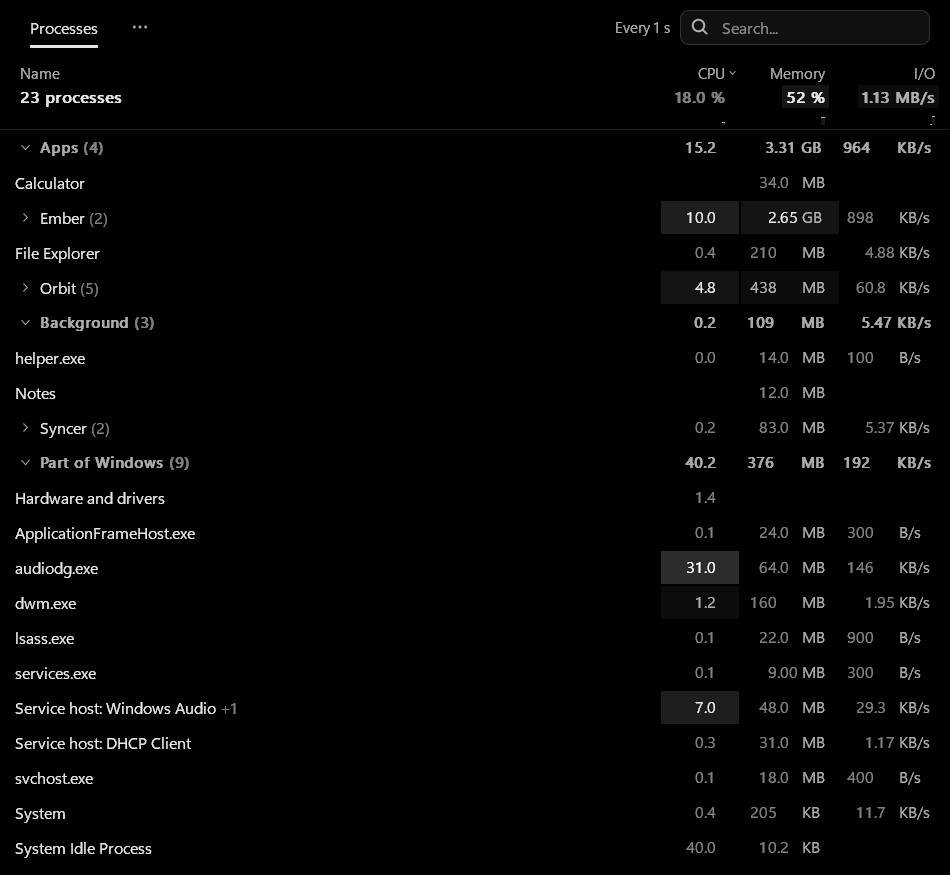 Processes ··· Every 1 s Search...
Name CPU Memory I/O
23 processes 18.0 % 52 % 1.13 MB/s
Apps (4) 15.2 3.31 GB 964 KB/s
Calculator 34.0 MB
Ember (2) 10.0 2.65 GB 898 KB/s
File Explorer 0.4 210 MB 4.88 KB/s
Orbit (5) 4.8 438 MB 60.8 KB/s
Background (3) 0.2 109 MB 5.47 KB/s
helper.exe 0.0 14.0 MB 100 B/s
Notes 12.0 MB
Syncer (2) 0.2 83.0 MB 5.37 KB/s
Part of Windows (9) 40.2 376 MB 192 KB/s
Hardware and drivers 1.4
ApplicationFrameHost.exe 0.1 24.0 MB 300 B/s
audiodg.exe 31.0 64.0 MB 146 KB/s
dwm.exe 1.2 160 MB 1.95 KB/s
lsass.exe 0.1 22.0 MB 900 B/s
services.exe 0.1 9.00 MB 300 B/s
Service host: Windows Audio +1 7.0 48.0 MB 29.3 KB/s
Service host: DHCP Client 0.3 31.0 MB 1.17 KB/s
svchost.exe 0.1 18.0 MB 400 B/s
System 0.4 205 KB 11.7 KB/s
System Idle Process 40.0 10.2 KB